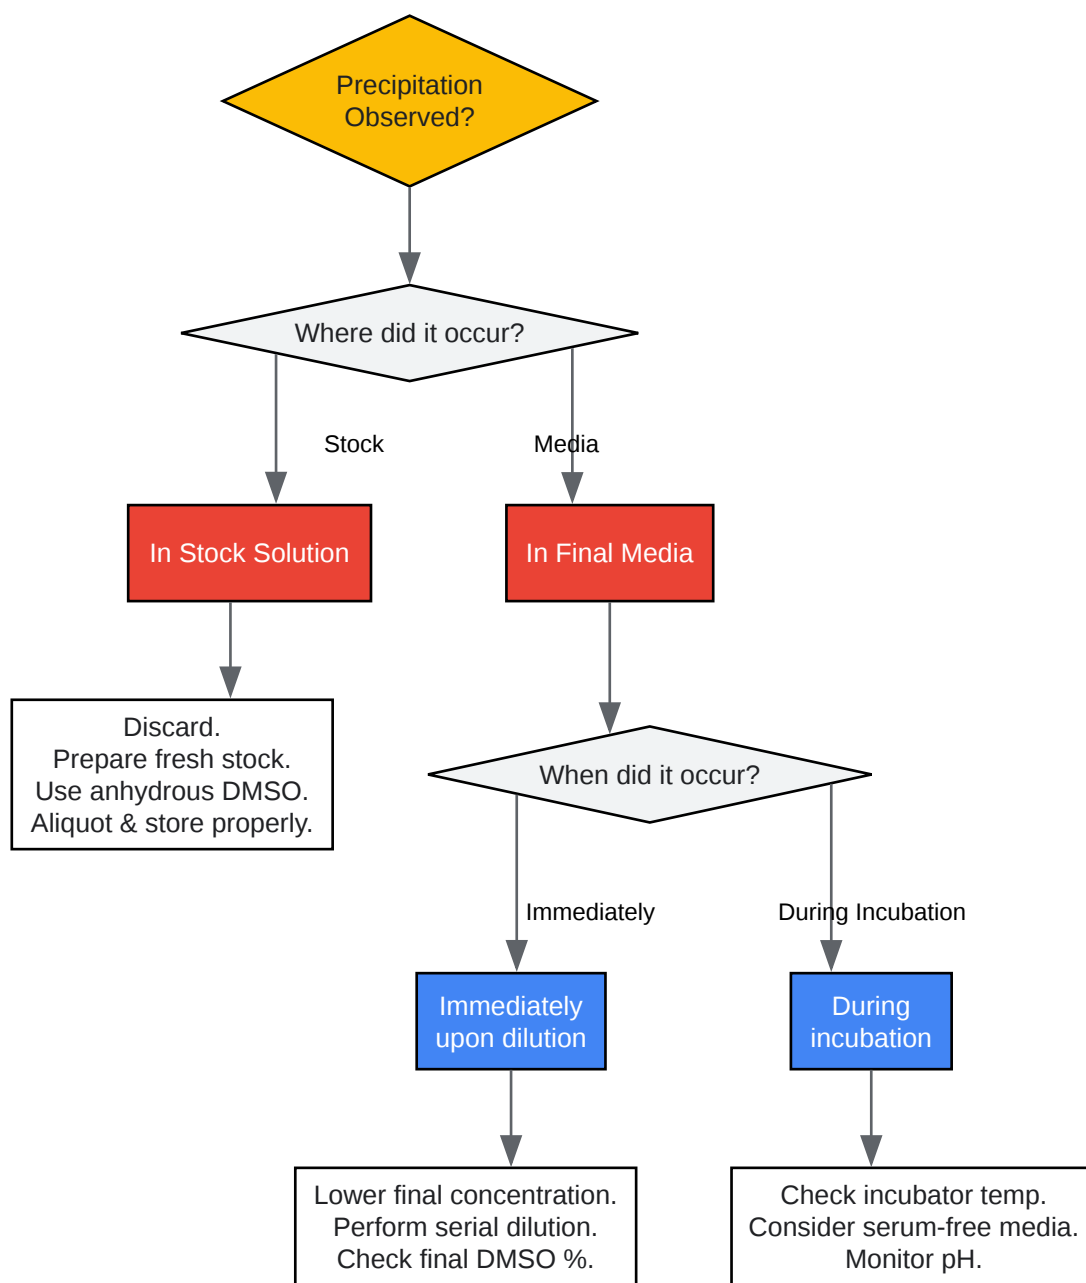 Precipitation
Observed?
Where did it occur?
Stock
Media
In Stock Solution
In Final Media
Discard.
Prepare fresh stock.
Use anhydrous DMSO.
Aliquot & store properly.
When did it occur?
Immediately
During Incubation
Immediately
upon dilution
During
incubation
Lower final concentration.
Perform serial dilution.
Check final DMSO %.
Check incubator temp.
Consider serum-free media.
Monitor pH.